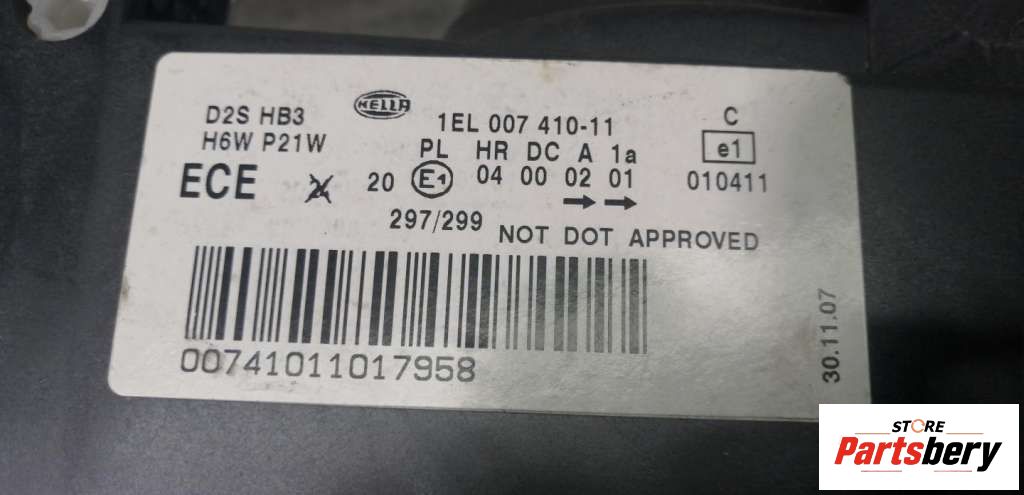 D2S HB3
H6W P21W
HELLA
1EL 007 410-11
C
e1
010411
PL HR DC A 1a
ECE 20 E1 04 00 02 01
→ →
297/299
NOT DOT APPROVED
00741011017958
30.11.07
STORE
Partsbery